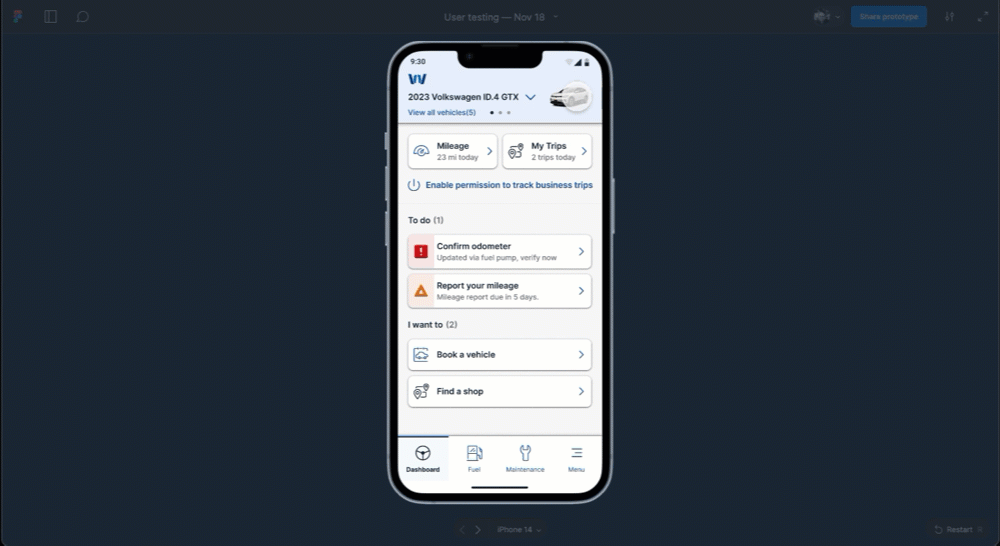 User testing — Nov 18
Share prototype
9:30
2023 Volkswagen ID.4 GTX
View all vehicles(5)
Mileage
23 mi today
My Trips
2 trips today
Enable permission to track business trips
To do (1)
Confirm odometer
Updated via fuel pump, verify now
Report your mileage
Mileage report due in 5 days.
I want to (2)
Book a vehicle
Find a shop
Dashboard
Fuel
Maintenance
Menu
iPhone 14
Restart